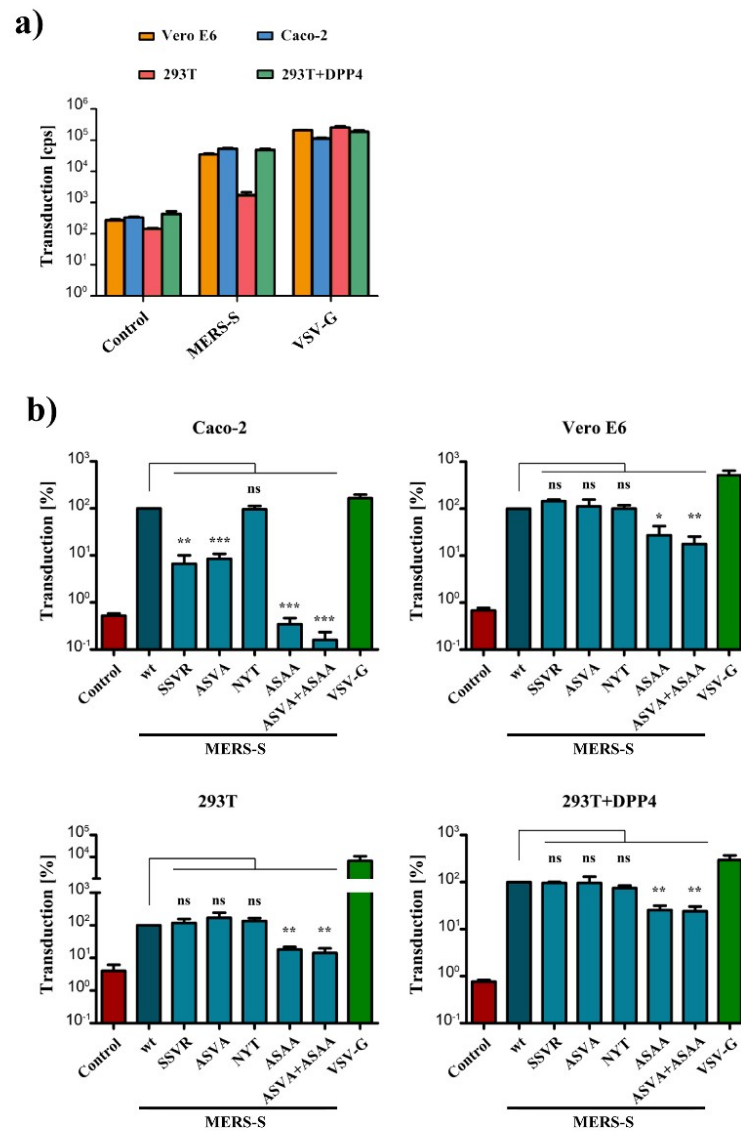 a)
Vero E6 Caco-2
293T 293T+DPP4
Transduction [cps]
10⁶
10⁵
10⁴
10³
10²
10¹
10⁰
Control MERS-S VSV-G
b)
Caco-2
Transduction [%]
10³
10²
10¹
10⁰
10⁻¹
** *** ns *** ***
Control wt SSVR ASVA NYT ASAA ASVA+ASAA VSV-G
MERS-S
Vero E6
Transduction [%]
10³
10²
10¹
10⁰
10⁻¹
ns ns ns * **
Control wt SSVR ASVA NYT ASAA ASVA+ASAA VSV-G
MERS-S
293T
Transduction [%]
10⁵
10⁴
10³
10²
10¹
10⁰
10⁻¹
ns ns ns ** **
Control wt SSVR ASVA NYT ASAA ASVA+ASAA VSV-G
MERS-S
293T+DPP4
Transduction [%]
10³
10²
10¹
10⁰
10⁻¹
ns ns ns ** **
Control wt SSVR ASVA NYT ASAA ASVA+ASAA VSV-G
MERS-S